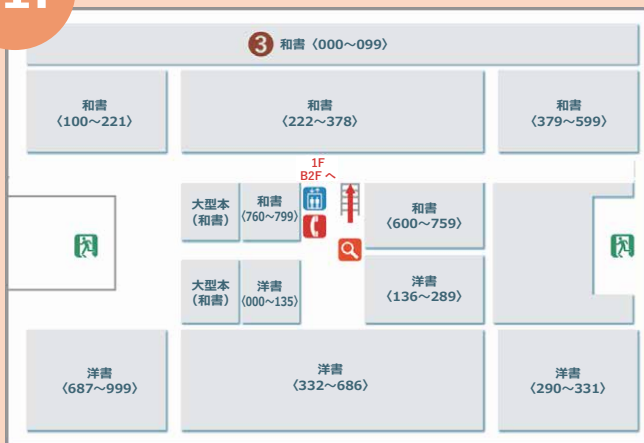 1F
3 和書〈000～099〉
和書
〈100～221〉
和書
〈222～378〉
和書
〈379～599〉
1F
B2F へ
大型本
（和書）
和書
〈760～799〉
和書
〈600～759〉
大型本
（和書）
洋書
〈000～135〉
洋書
〈136～289〉
洋書
〈687～999〉
洋書
〈332～686〉
洋書
〈290～331〉